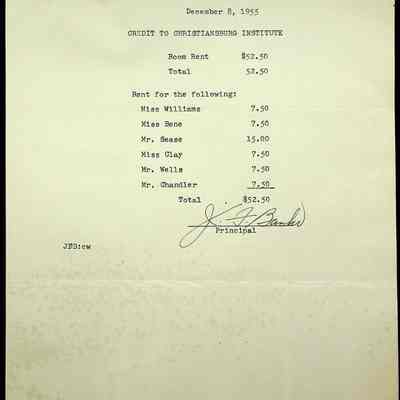 December 8, 1955
CREDIT TO CHRISTIANSBURG INSTITUTE
Room Rent $52.50
Total 52.50
Rent for the following:
Miss Williams 7.50
Miss Bene 7.50
Mr. Sease 15.00
Miss Clay 7.50
Mr. Wells 7.50
Mr. Chandler 7.50
Total $52.50
J. F. Banks
Principal
JFB:cw